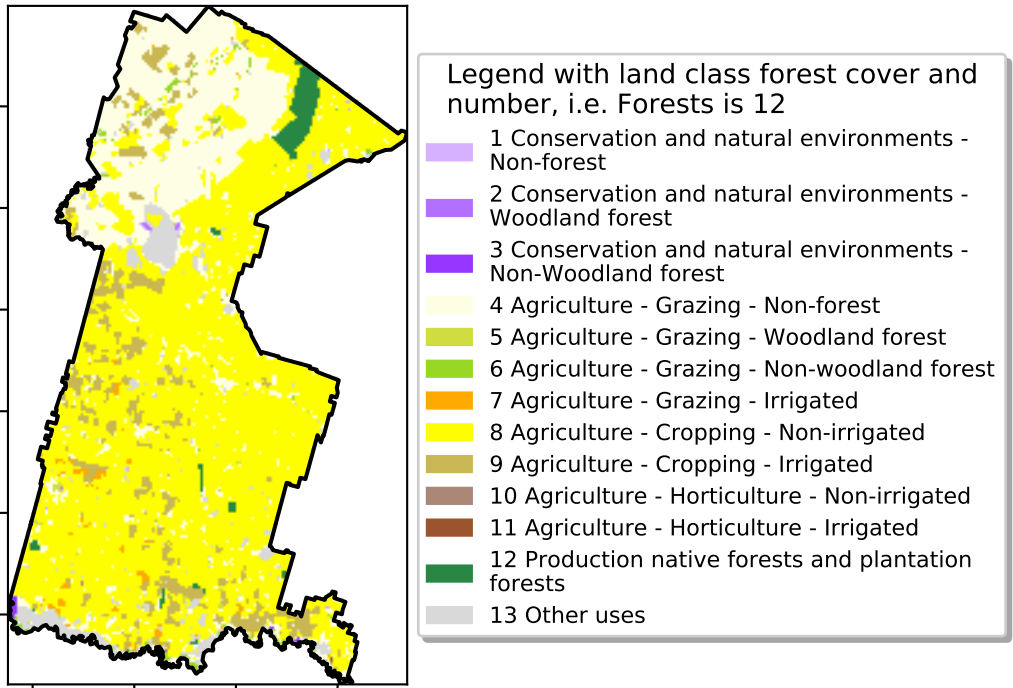 Legend with land class forest cover and
number, i.e. Forests is 12
1 Conservation and natural environments -
Non-forest
2 Conservation and natural environments -
Woodland forest
3 Conservation and natural environments -
Non-Woodland forest
4 Agriculture - Grazing - Non-forest
5 Agriculture - Grazing - Woodland forest
6 Agriculture - Grazing - Non-woodland forest
7 Agriculture - Grazing - Irrigated
8 Agriculture - Cropping - Non-irrigated
9 Agriculture - Cropping - Irrigated
10 Agriculture - Horticulture - Non-irrigated
11 Agriculture - Horticulture - Irrigated
12 Production native forests and plantation
forests
13 Other uses